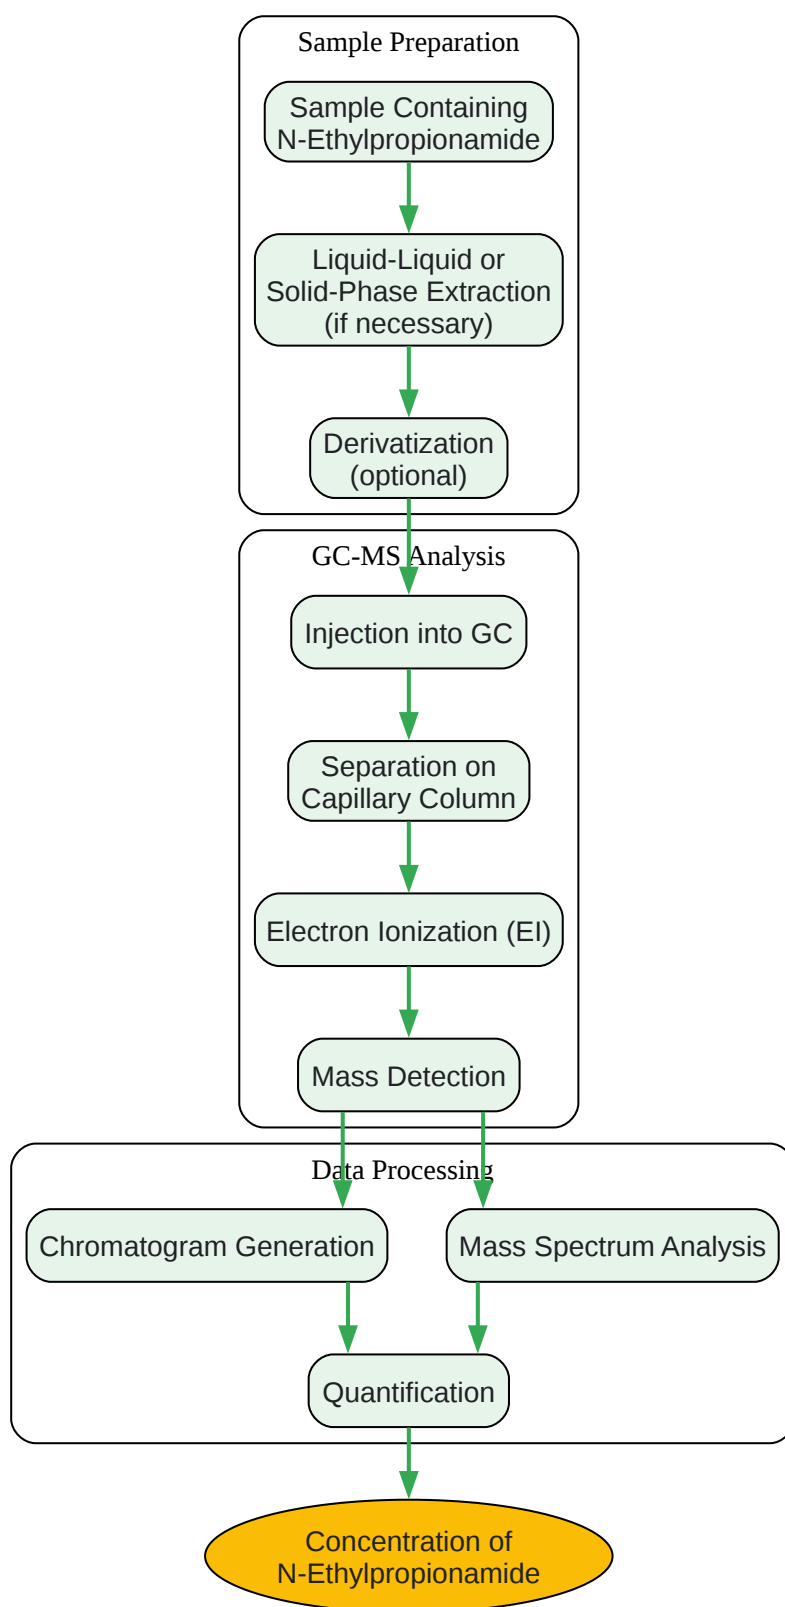 Sample Preparation
Sample Containing
N-Ethylpropionamide
Liquid-Liquid or
Solid-Phase Extraction
(if necessary)
Derivatization
(optional)
GC-MS Analysis
Injection into GC
Separation on
Capillary Column
Electron Ionization (EI)
Mass Detection
Data Processing
Chromatogram Generation
Mass Spectrum Analysis
Quantification
Concentration of
N-Ethylpropionamide